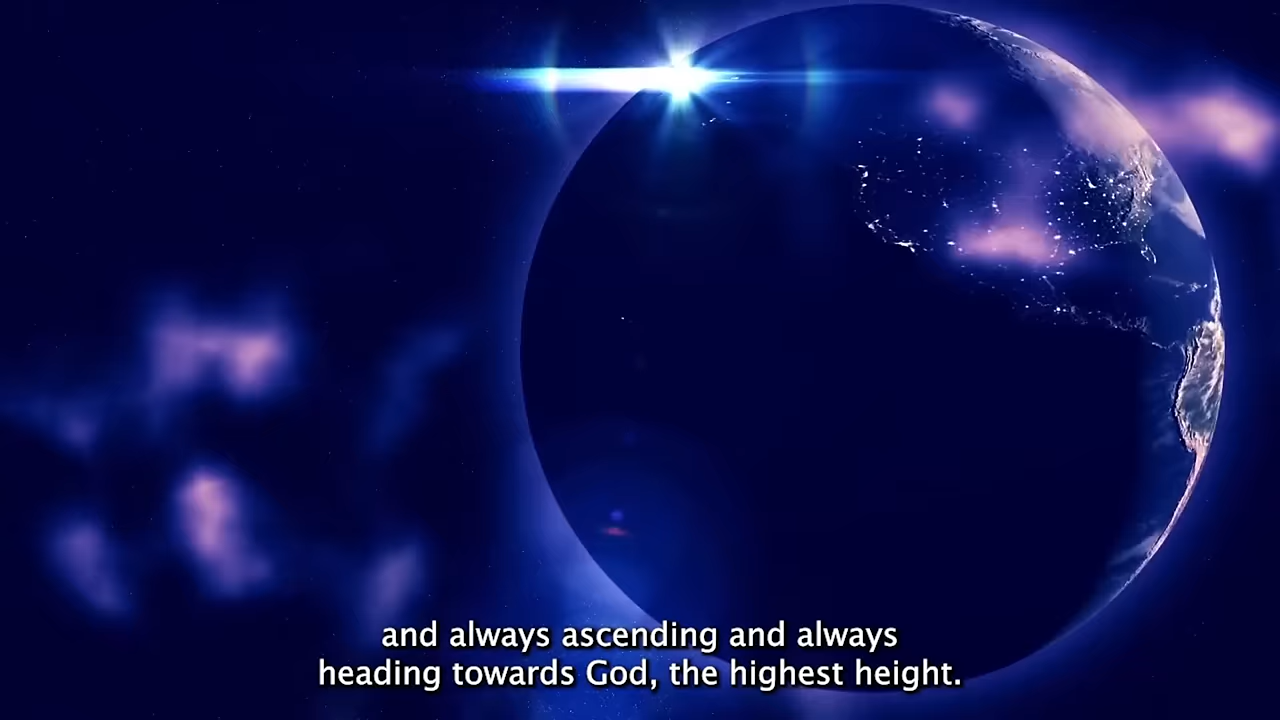 and always ascending and always
heading towards God, the highest height.